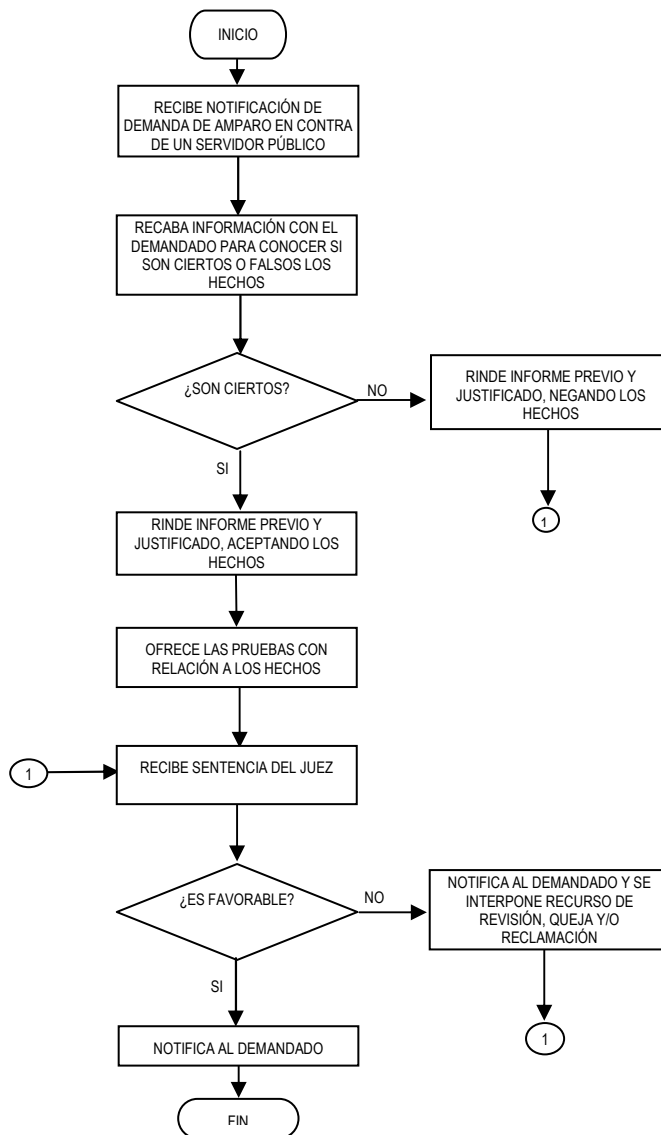 INICIO
RECIBE NOTIFICACIÓN DE
DEMANDA DE AMPARO EN CONTRA
DE UN SERVIDOR PÚBLICO
RECABA INFORMACIÓN CON EL
DEMANDADO PARA CONOCER SI
SON CIERTOS O FALSOS LOS
HECHOS
¿SON CIERTOS?
NO
RINDE INFORME PREVIO Y
JUSTIFICADO, NEGANDO LOS
HECHOS
1
SI
RINDE INFORME PREVIO Y
JUSTIFICADO, ACEPTANDO LOS
HECHOS
OFRECE LAS PRUEBAS CON
RELACIÓN A LOS HECHOS
1
RECIBE SENTENCIA DEL JUEZ
¿ES FAVORABLE?
NO
NOTIFICA AL DEMANDADO Y SE
INTERPONE RECURSO DE
REVISIÓN, QUEJA Y/O
RECLAMACIÓN
1
SI
NOTIFICA AL DEMANDADO
FIN